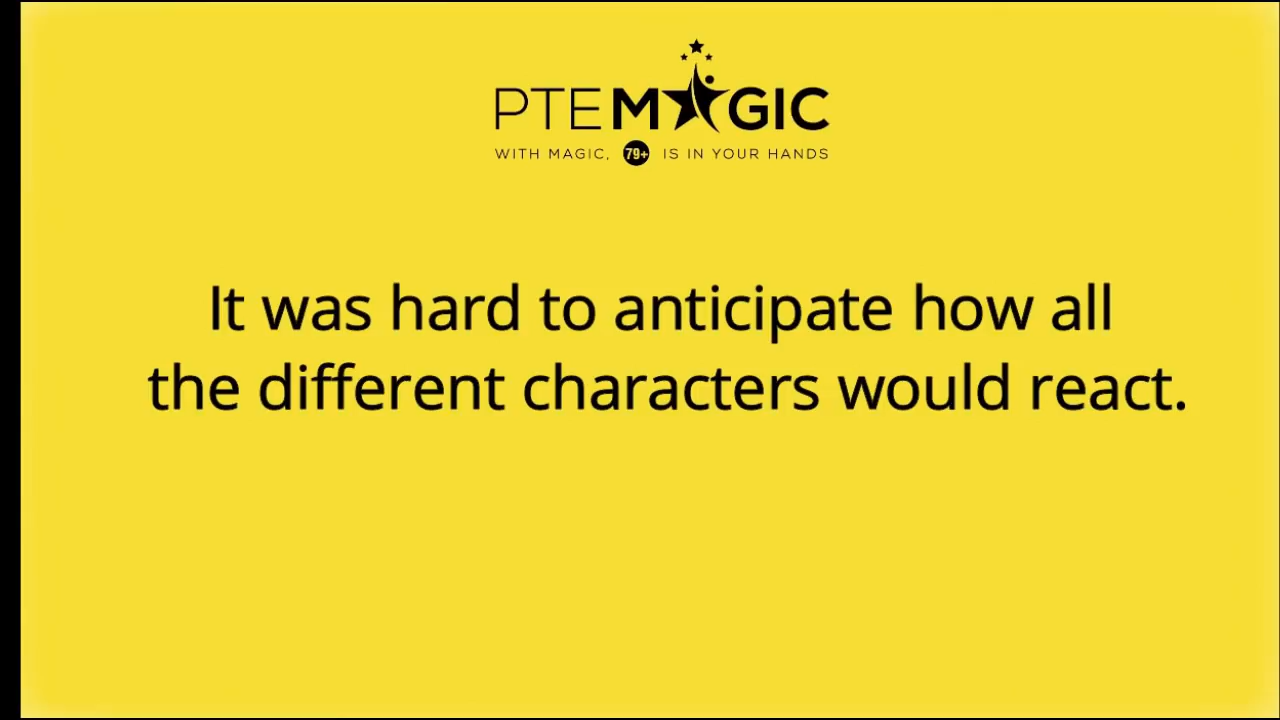 PTEMAGIC
WITH MAGIC, 79+ IS IN YOUR HANDS
It was hard to anticipate how all
the different characters would react.